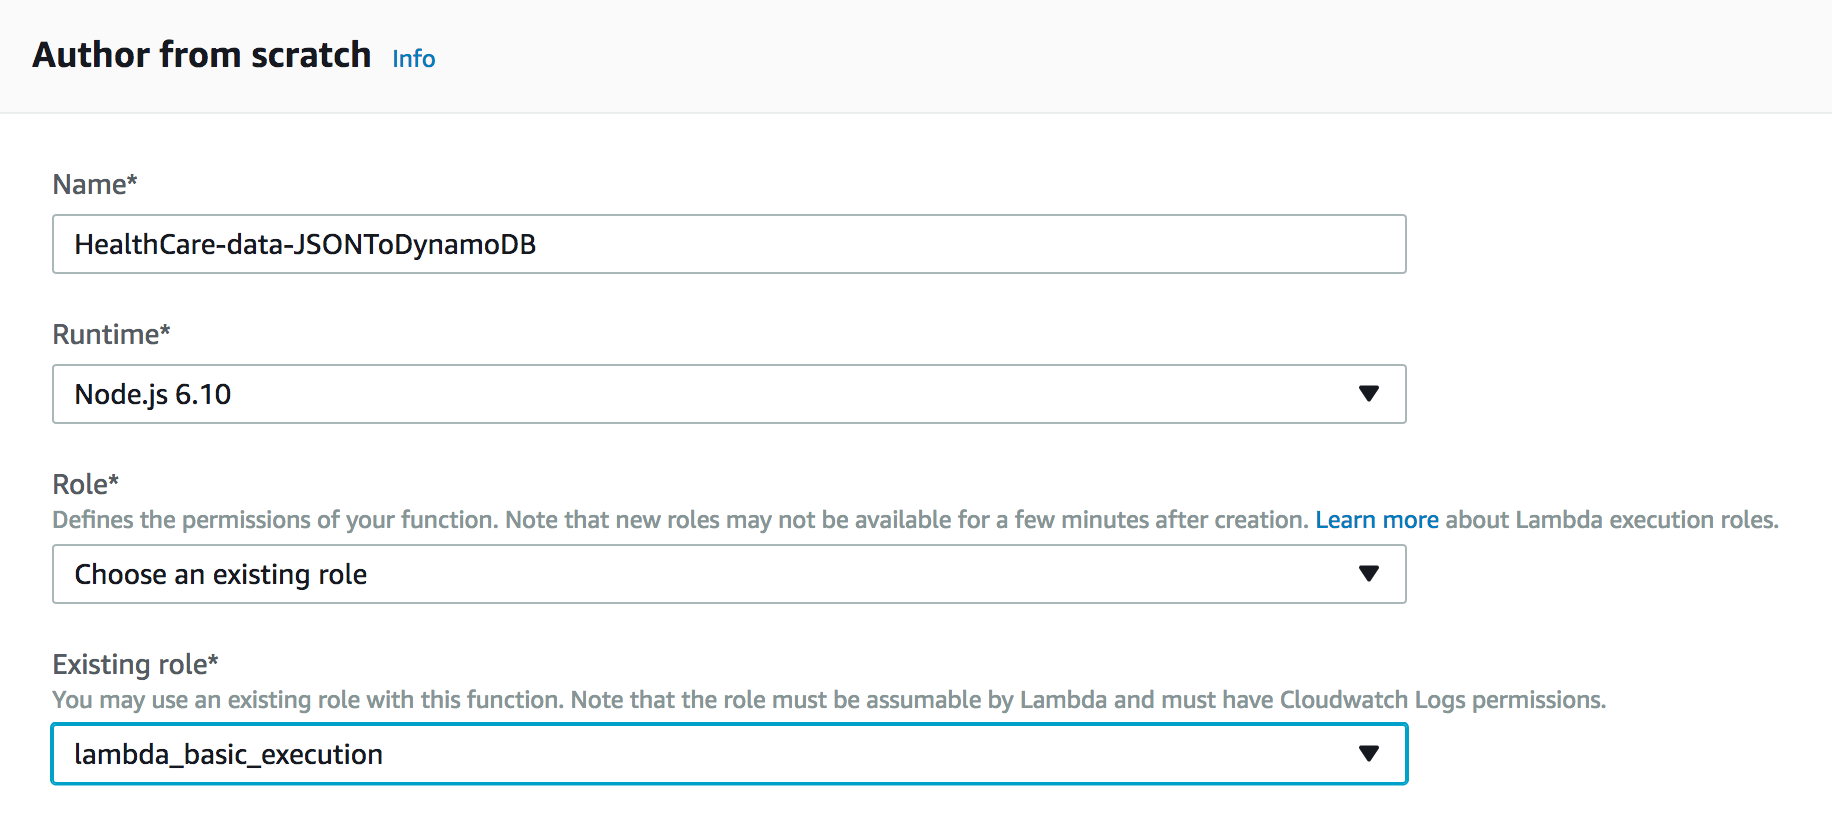 Author from scratch Info
Name*
HealthCare-data-JSONToDynamoDB
Runtime*
Node.js 6.10
Role*
Defines the permissions of your function. Note that new roles may not be available for a few minutes after creation. Learn more about Lambda execution roles.
Choose an existing role
Existing role*
You may use an existing role with this function. Note that the role must be assumable by Lambda and must have Cloudwatch Logs permissions.
lambda_basic_execution